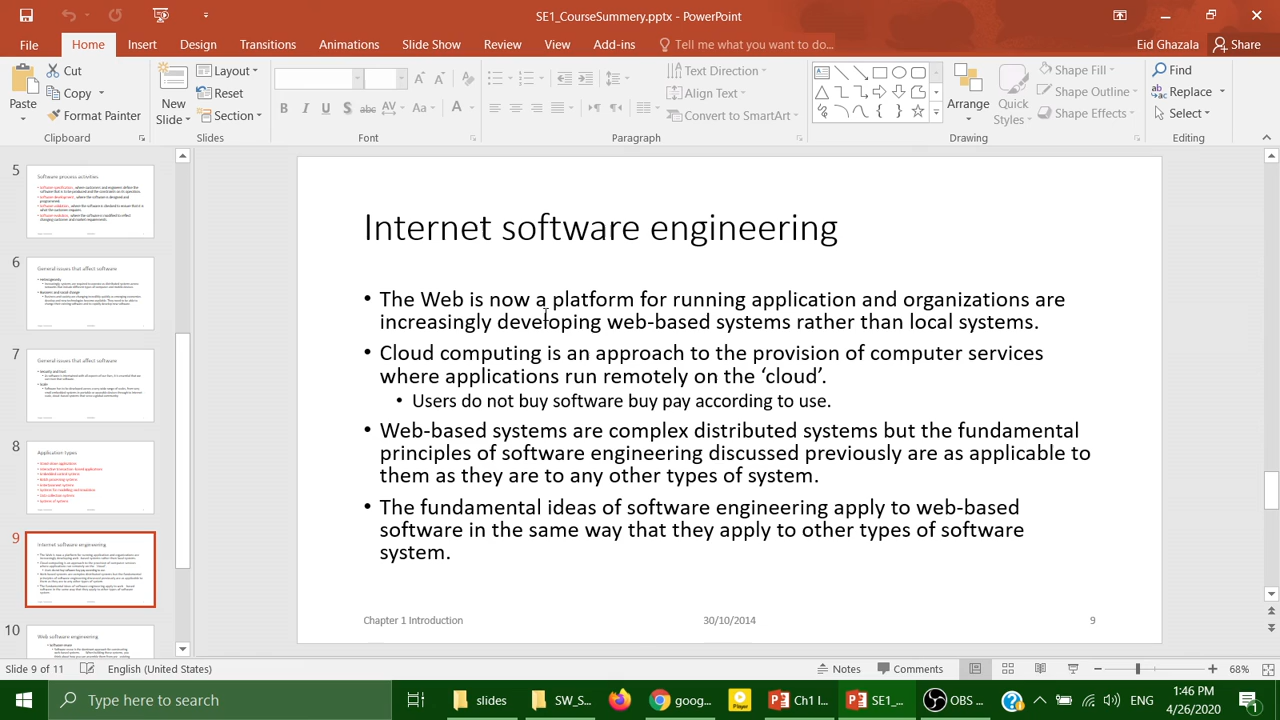 SE1_CourseSummery.pptx - PowerPoint
File Home Insert Design Transitions Animations Slide Show Review View Add-ins Tell me what you want to do... Eid Ghazala Share
Paste
Cut
Copy
Format Painter
Clipboard
New Slide
Layout
Reset
Section
Slides
Font
Text Direction
Align Text
Convert to SmartArt
Paragraph
Arrange
Quick Styles
Shape Fill
Shape Outline
Shape Effects
Drawing
Find
Replace
Select
Editing
5
Software process activities
6
General issues that affect software
7
General issues that affect software
8
Application types
9
Internet software engineering
10
Web software engineering
Internet software engineering
• The Web is now a platform for running application and organizations are
increasingly developing web-based systems rather than local systems.
• Cloud computing is an approach to the provision of computer services
where applications run remotely on the ‘cloud’.
• Users do not buy software buy pay according to use.
• Web-based systems are complex distributed systems but the fundamental
principles of software engineering discussed previously are as applicable to
them as they are to any other types of system.
• The fundamental ideas of software engineering apply to web-based
software in the same way that they apply to other types of software
system.
Chapter 1 Introduction 30/10/2014 9
Slide 9 of 11 English (United States) Notes Comments 68%
Type here to search slides SW_S... goog... Ch1 I... SE1_... OBS ... ENG 1:46 PM
4/26/2020